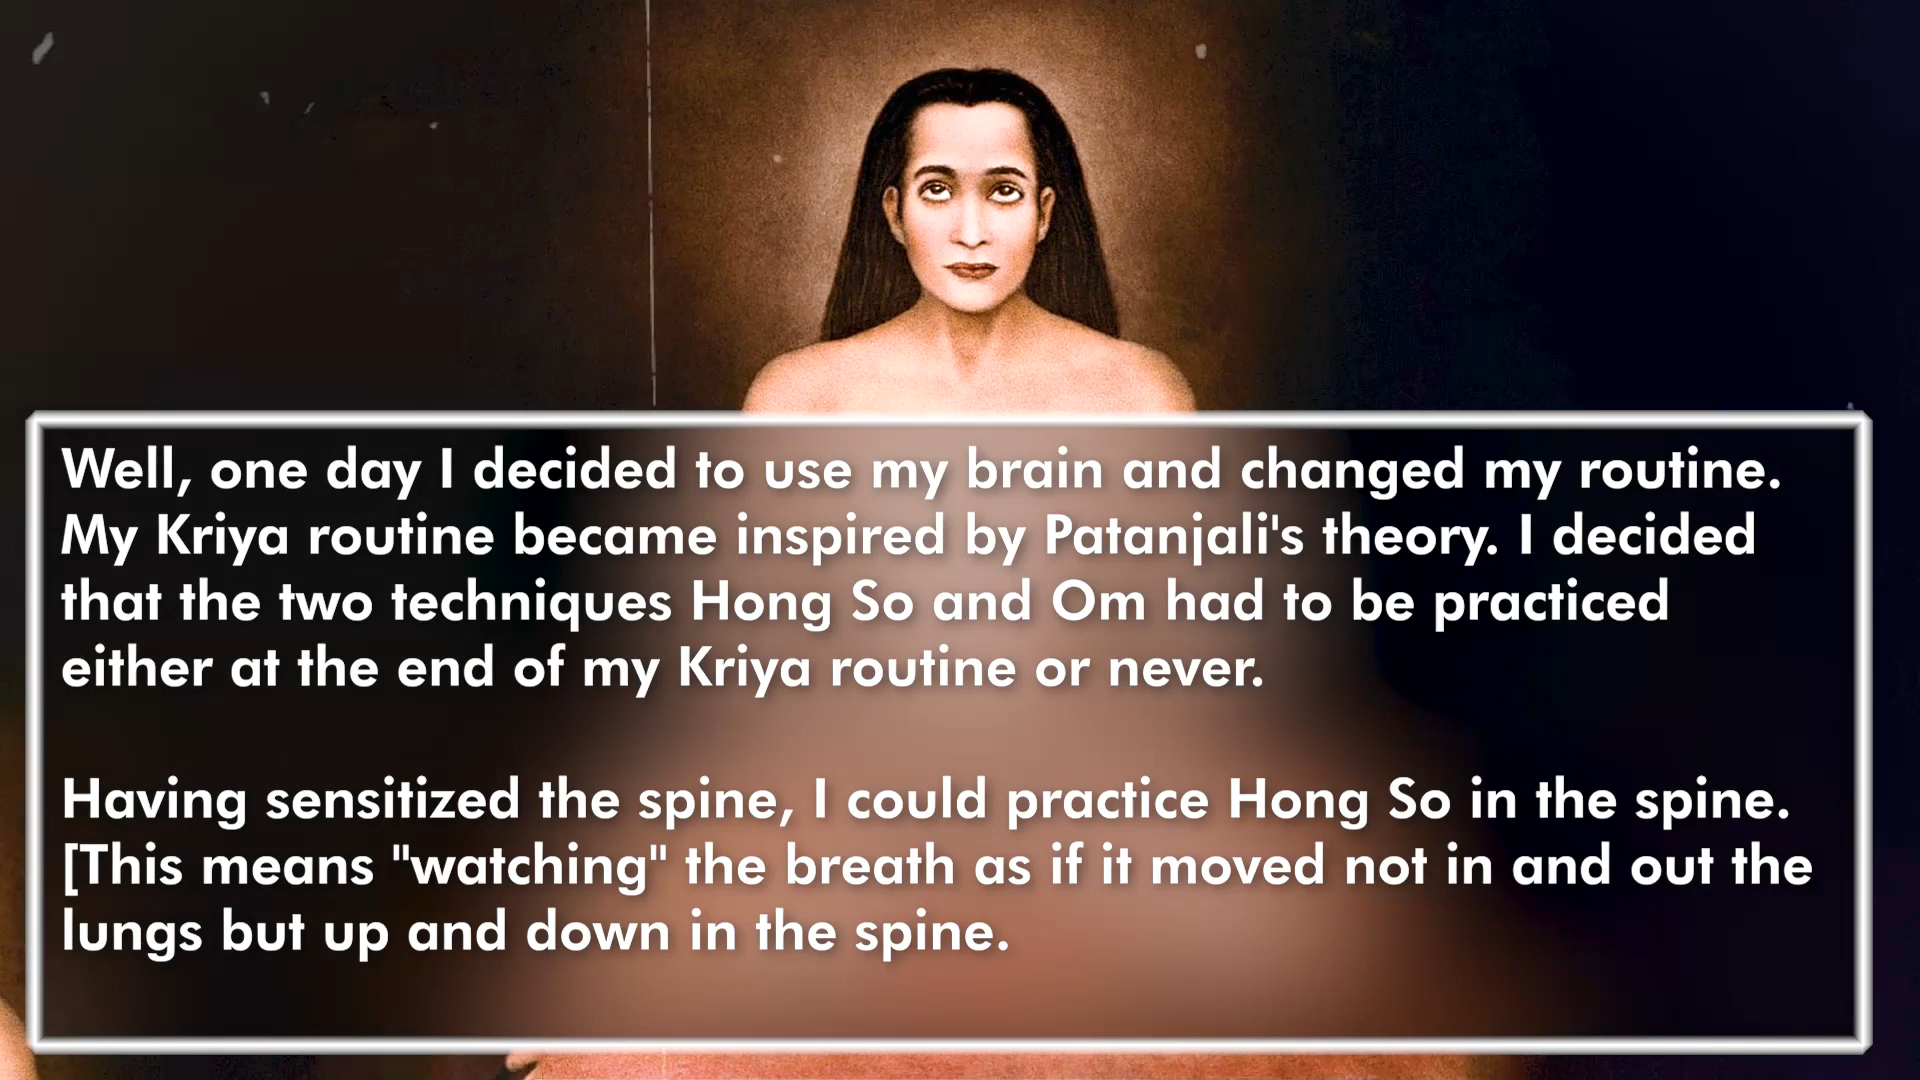 Well, one day I decided to use my brain and changed my routine.
My Kriya routine became inspired by Patanjali's theory. I decided
that the two techniques Hong So and Om had to be practiced
either at the end of my Kriya routine or never.
Having sensitized the spine, I could practice Hong So in the spine.
[This means "watching" the breath as if it moved not in and out the
lungs but up and down in the spine.